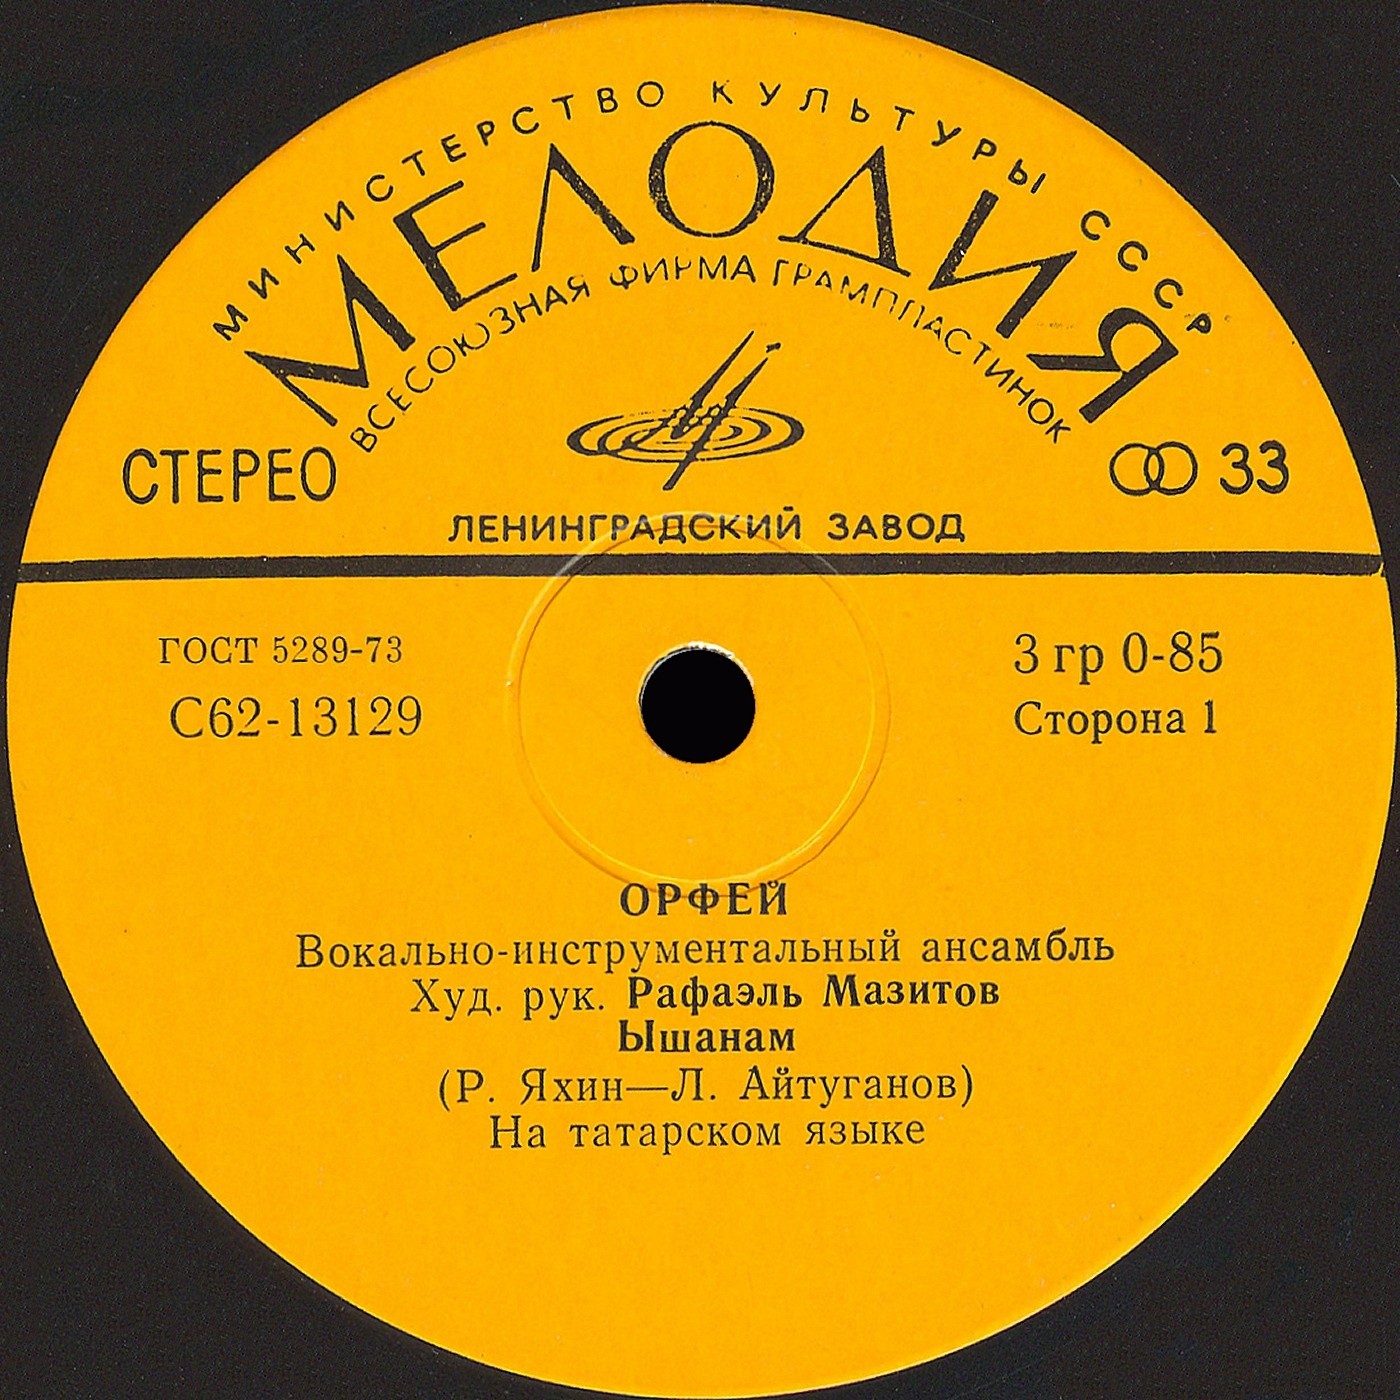 МИНИСТЕРСТВО КУЛЬТУРЫ СССР
МЕЛОДИЯ
ВСЕСОЮЗНАЯ ФИРМА ГРАМПЛАСТИНОК
СТЕРЕО
33
ЛЕНИНГРАДСКИЙ ЗАВОД
ГОСТ 5289-73
3 гр 0-85
С62-13129
Сторона 1
ОРФЕЙ
Вокально-инструментальный ансамбль
Худ. рук. Рафаэль Мазитов
Ышанам
(Р. Яхин—Л. Айтуганов)
На татарском языке